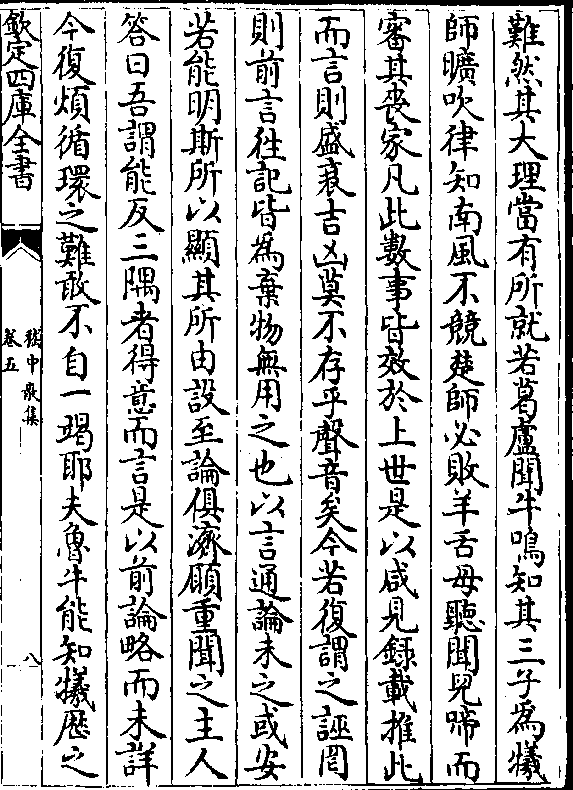 難然其大理當有所就若葛盧聞牛鳴知其三子為犧
師曠吹律知南風不競楚師必敗羊舌母聽聞兒啼而
審其喪家凡此數事皆效於上世是以咸見錄載推此
而言則盛衰吉凶莫不存乎聲音矣今若復謂之誣罔
則前言往記皆為棄物無用之也以言通論未之或安
若能明斯所以顯其所由設至論俱濟願重聞之主人
答曰吾謂能反三隅者得意而言是以前論略而未詳
今復煩循環之難敢不自一竭耶夫魯牛能知犧歷之
欽定四庫全書
嵇中散集
卷五
八